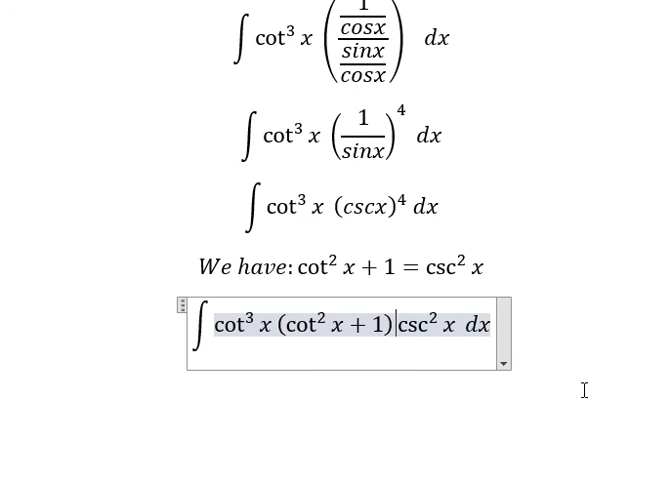 ∫ cot³ x ( (1/cosx) / (sinx/cosx) ) dx
∫ cot³ x (1/sinx)⁴ dx
∫ cot³ x (cscx)⁴ dx
We have: cot² x + 1 = csc² x
∫ cot³ x (cot² x + 1) csc² x dx